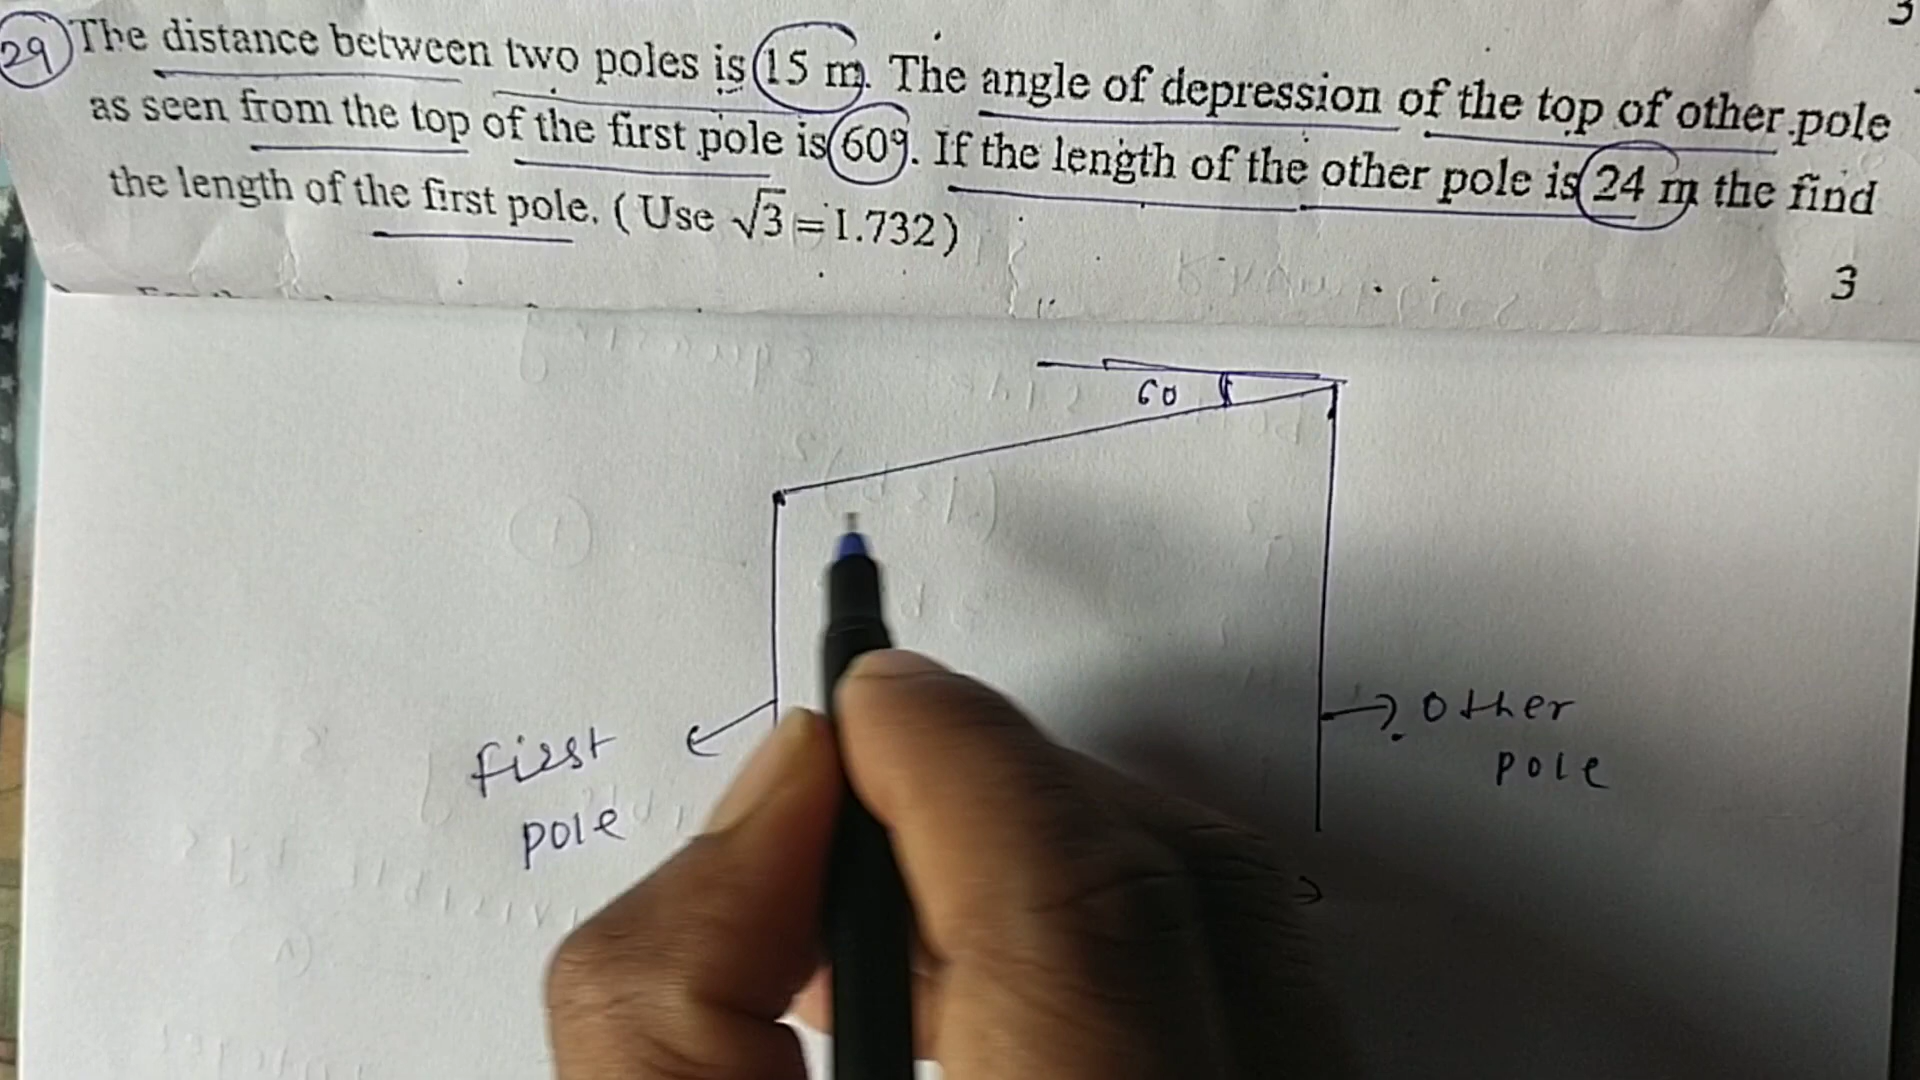 3
29 The distance between two poles is 15 m. The angle of depression of the top of other pole
as seen from the top of the first pole is 60°. If the length of the other pole is 24 m the find
the length of the first pole. ( Use √3 = 1.732)
3
60
first
pole
Other
pole